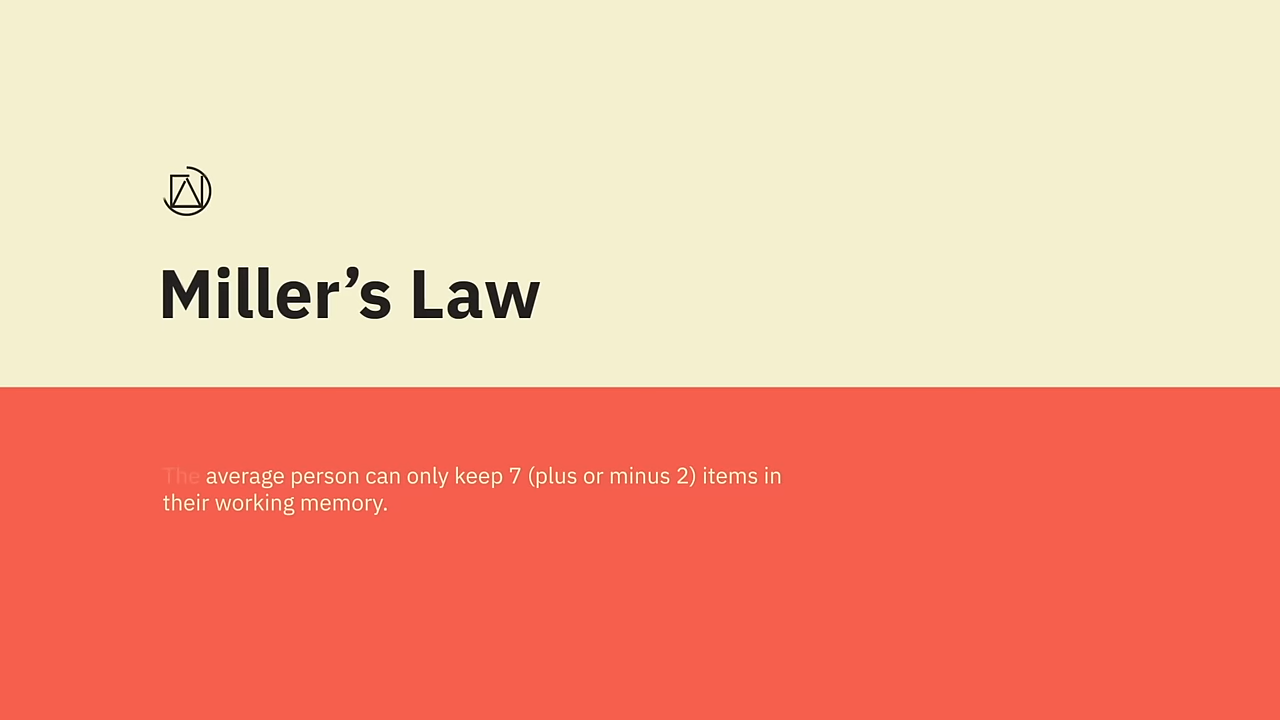 Miller’s Law
The average person can only keep 7 (plus or minus 2) items in
their working memory.